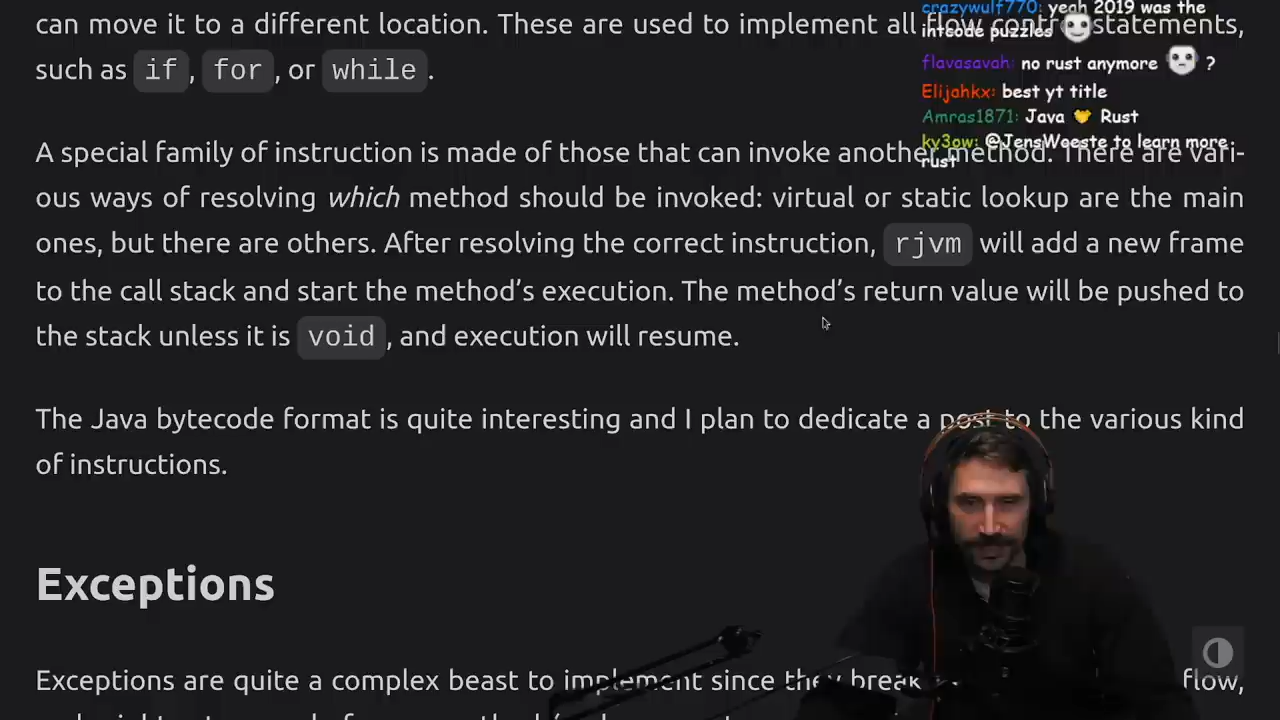 can move it to a different location. These are used to implement all flow control statements,
such as if, for, or while.
A special family of instruction is made of those that can invoke another method. There are vari-
ous ways of resolving which method should be invoked: virtual or static lookup are the main
ones, but there are others. After resolving the correct instruction, rjvm will add a new frame
to the call stack and start the method’s execution. The method’s return value will be pushed to
the stack unless it is void, and execution will resume.
The Java bytecode format is quite interesting and I plan to dedicate a post to the various kind
of instructions.
Exceptions
Exceptions are quite a complex beast to implement since they break flow,
crazywulf770: yeah 2019 was the
intcode puzzles
flavasavah: no rust anymore ?
Elijahkx: best yt title
Amras1871: Java Rust
ky3ow: @JensWoeste to learn more
rust